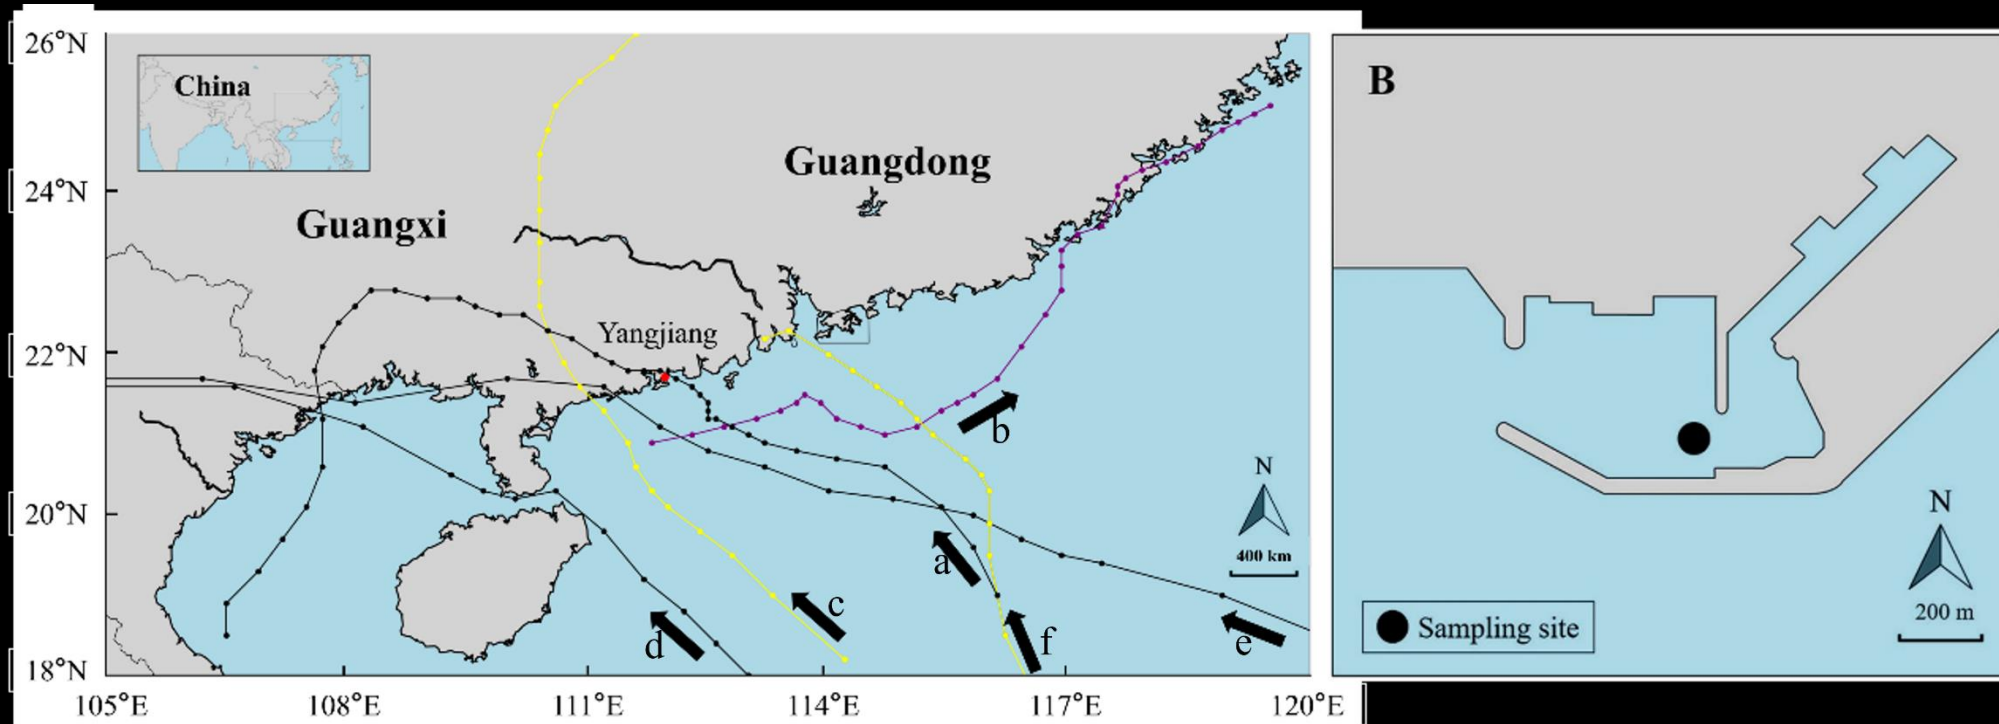 26°N
24°N
22°N
20°N
18°N
105°E
108°E
111°E
114°E
117°E
120°E
China
Guangxi
Guangdong
Yangjiang
b
a
c
d
f
e
N
400 km
B
N
200 m
Sampling site